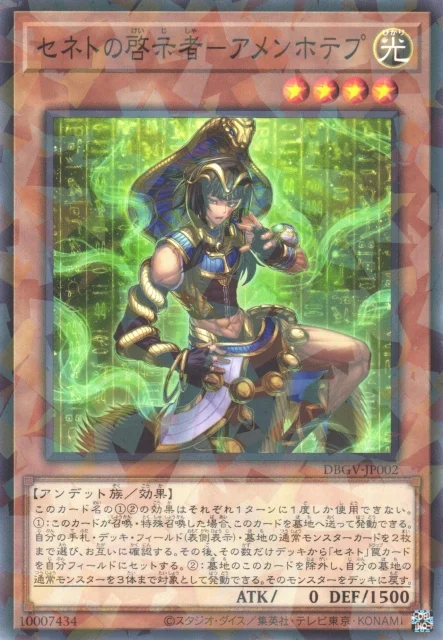 セネトの啓示者－アメンホテプ
光
DBGV-JP002
【アンデット族／効果】
このカード名の①②の効果はそれぞれ１ターンに１度しか使用できない。
①：このカードが召喚・特殊召喚した場合、このカードを墓地へ送って発動できる。
自分の手札・デッキ・フィールド(表側表示)・墓地の通常モンスターカードを２枚
まで選び、お互いに確認する。その後、その数だけデッキから「セネト」罠カード
を自分フィールドにセットする。②：墓地のこのカードを除外し、自分の墓地の
通常モンスターを３体まで対象として発動できる。そのモンスターをデッキに戻す。
ATK/ 0 DEF/1500
10007434 ©スタジオ・ダイス／集英社・テレビ東京・KONAMI